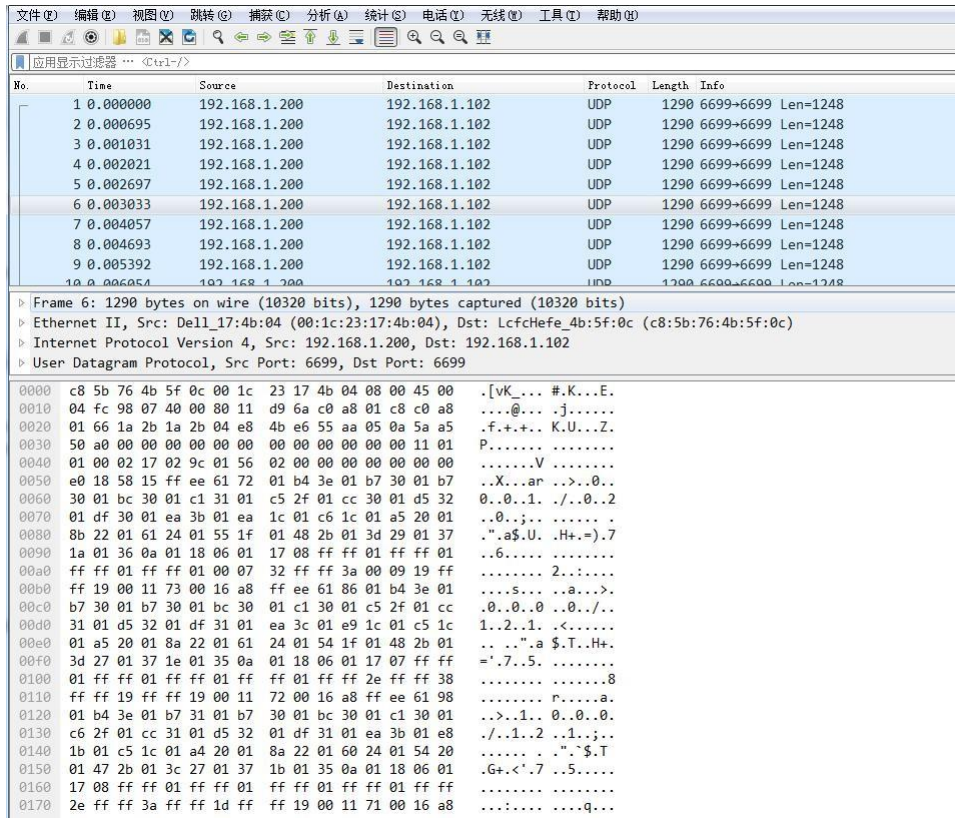 文件(F) 编辑(E) 视图(V) 跳转(G) 捕获(C) 分析(A) 统计(S) 电话(Y) 无线(W) 工具(T) 帮助(H)
应用显示过滤器 … <Ctrl-/>
No. Time Source Destination Protocol Length Info
1 0.000000 192.168.1.200 192.168.1.102 UDP 1290 6699→6699 Len=1248
2 0.000695 192.168.1.200 192.168.1.102 UDP 1290 6699→6699 Len=1248
3 0.001031 192.168.1.200 192.168.1.102 UDP 1290 6699→6699 Len=1248
4 0.002021 192.168.1.200 192.168.1.102 UDP 1290 6699→6699 Len=1248
5 0.002697 192.168.1.200 192.168.1.102 UDP 1290 6699→6699 Len=1248
6 0.003033 192.168.1.200 192.168.1.102 UDP 1290 6699→6699 Len=1248
7 0.004057 192.168.1.200 192.168.1.102 UDP 1290 6699→6699 Len=1248
8 0.004693 192.168.1.200 192.168.1.102 UDP 1290 6699→6699 Len=1248
9 0.005392 192.168.1.200 192.168.1.102 UDP 1290 6699→6699 Len=1248
10 0.006054 192.168.1.200 192.168.1.102 UDP 1290 6699→6699 Len=1248
Frame 6: 1290 bytes on wire (10320 bits), 1290 bytes captured (10320 bits)
Ethernet II, Src: Dell_17:4b:04 (00:1c:23:17:4b:04), Dst: LcfcHefe_4b:5f:0c (c8:5b:76:4b:5f:0c)
Internet Protocol Version 4, Src: 192.168.1.200, Dst: 192.168.1.102
User Datagram Protocol, Src Port: 6699, Dst Port: 6699
0000 c8 5b 76 4b 5f 0c 00 1c 23 17 4b 04 08 00 45 00 .[vK_... #.K...E.
0010 04 fc 98 07 40 00 80 11 d9 6a c0 a8 01 c8 c0 a8 ....@... .j......
0020 01 66 1a 2b 1a 2b 04 e8 4b e6 55 aa 05 0a 5a a5 .f.+.+.. K.U...Z.
0030 50 a0 00 00 00 00 00 00 00 00 00 00 00 00 11 01 P....... ........
0040 01 00 02 17 02 9c 01 56 02 00 00 00 00 00 00 00 .......V ........
0050 e0 18 58 15 ff ee 61 72 01 b4 3e 01 b7 30 01 b7 ..X...ar ..>..0..
0060 30 01 bc 30 01 c1 31 01 c5 2f 01 cc 30 01 d5 32 0..0..1. ./..0..2
0070 01 df 30 01 ea 3b 01 ea 1c 01 c6 1c 01 a5 20 01 ..0..;.. ...... .
0080 8b 22 01 61 24 01 55 1f 01 48 2b 01 3d 29 01 37 .".a$.U. .H+.=).7
0090 1a 01 36 0a 01 18 06 01 17 08 ff ff 01 ff ff 01 ..6..... ........
00a0 ff ff 01 ff ff 01 00 07 32 ff ff 3a 00 09 19 ff ........ 2..:....
00b0 ff 19 00 11 73 00 16 a8 ff ee 61 86 01 b4 3e 01 ....s... ..a...>.
00c0 b7 30 01 b7 30 01 bc 30 01 c1 30 01 c5 2f 01 cc .0..0..0 ..0../..
00d0 31 01 d5 32 01 df 31 01 ea 3c 01 e9 1c 01 c5 1c 1..2..1. .<......
00e0 01 a5 20 01 8a 22 01 61 24 01 54 1f 01 48 2b 01 .. ..".a $.T..H+.
00f0 3d 27 01 37 1e 01 35 0a 01 18 06 01 17 07 ff ff ='.7..5. ........
0100 01 ff ff 01 ff ff 01 ff ff 01 ff ff 2e ff ff 38 ........ .......8
0110 ff ff 19 ff ff 19 00 11 72 00 16 a8 ff ee 61 98 ........ r.....a.
0120 01 b4 3e 01 b7 31 01 b7 30 01 bc 30 01 c1 30 01 ..>..1.. 0..0..0.
0130 c6 2f 01 cc 31 01 d5 32 01 df 31 01 ea 3b 01 e8 ./..1..2 ..1..;..
0140 1b 01 c5 1c 01 a4 20 01 8a 22 01 60 24 01 54 20 ...... . .".`$.T
0150 01 47 2b 01 3c 27 01 37 1b 01 35 0a 01 18 06 01 .G+.<'.7 ..5.....
0160 17 08 ff ff 01 ff ff 01 ff ff 01 ff ff 01 ff ff ........ ........
0170 2e ff ff 3a ff ff 1d ff ff 19 00 11 71 00 16 a8 ...:.... ....q...